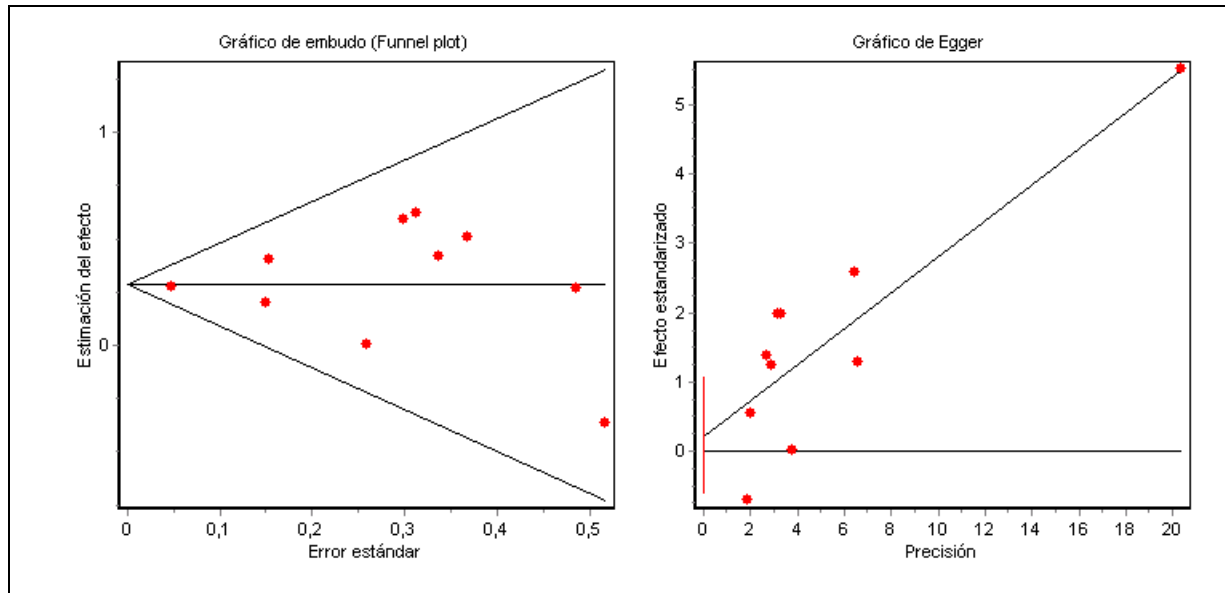 Gráfico de embudo (Funnel plot)
Estimación del efecto
1
0
0 0,1 0,2 0,3 0,4 0,5
Error estándar
Gráfico de Egger
Efecto estandarizado
5
4
3
2
1
0
0 2 4 6 8 10 12 14 16 18 20
Precisión